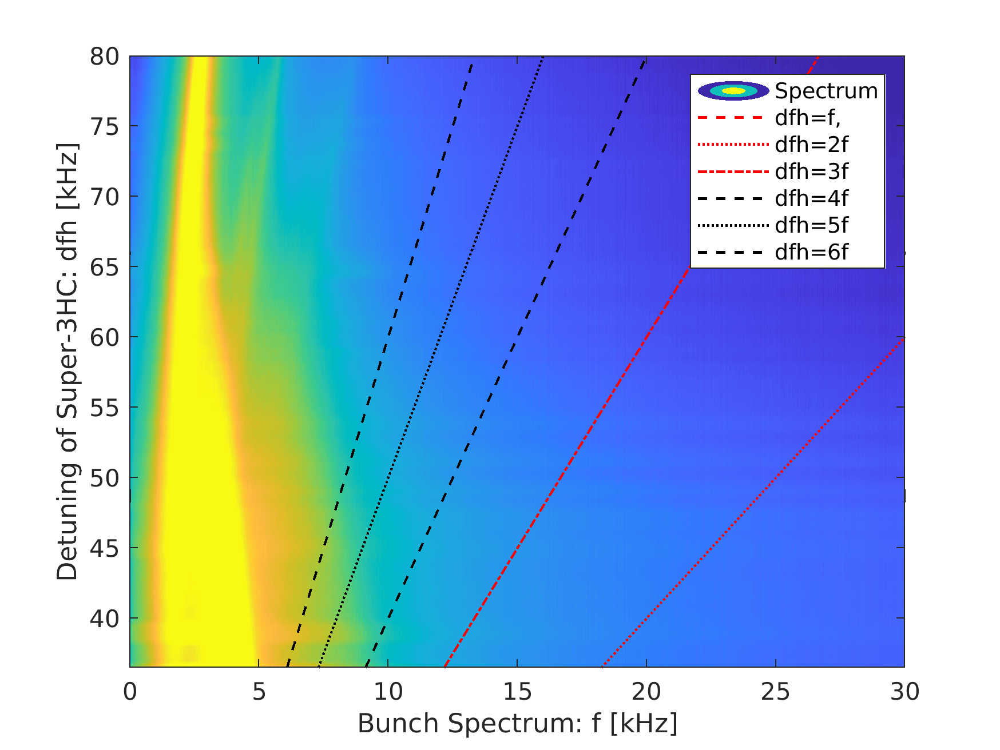 80
75
70
65
60
55
50
45
40
Detuning of Super-3HC: dfh [kHz]
Spectrum
dfh=f,
dfh=2f
dfh=3f
dfh=4f
dfh=5f
dfh=6f
0 5 10 15 20 25 30
Bunch Spectrum: f [kHz]